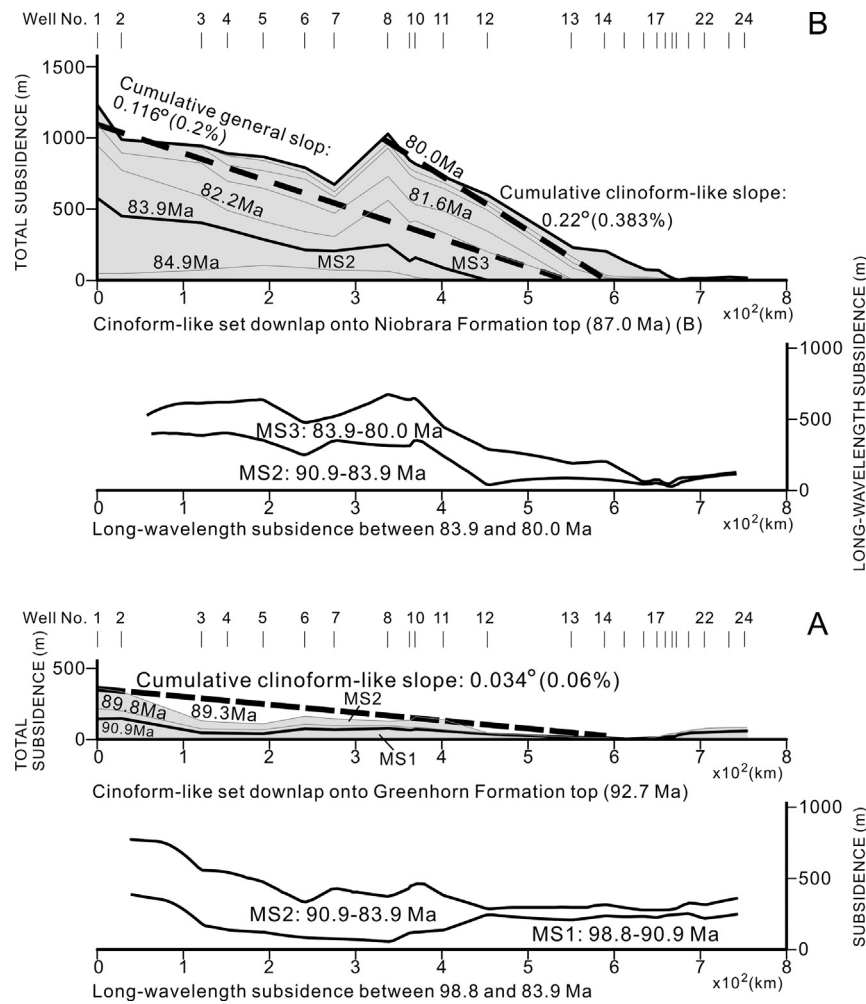 Well No. 1 2 3 4 5 6 7 8 10 11 12 13 14 17 22 24
B
TOTAL SUBSIDENCE (m)
1500
1000
500
0
Cumulative general slop:
0.116° (0.2%)
80.0Ma
82.2Ma
81.6Ma
Cumulative clinoform-like slope:
0.22° (0.383%)
83.9Ma
84.9Ma
MS2
MS3
0 1 2 3 4 5 6 7 8
x10²(km)
Cinoform-like set downlap onto Niobrara Formation top (87.0 Ma) (B)
LONG-WAVELENGTH SUBSIDENCE (m)
1000
500
0
MS3: 83.9-80.0 Ma
MS2: 90.9-83.9 Ma
0 1 2 3 4 5 6 7 8
x10²(km)
Long-wavelength subsidence between 83.9 and 80.0 Ma
Well No. 1 2 3 4 5 6 7 8 10 12 13 14 17 22 24
A
TOTAL SUBSIDENCE (m)
500
0
Cumulative clinoform-like slope: 0.034° (0.06%)
89.8Ma
89.3Ma
MS2
90.9Ma
MS1
0 1 2 3 4 5 6 7 8
x10²(km)
Cinoform-like set downlap onto Greenhorn Formation top (92.7 Ma)
SUBSIDENCE (m)
1000
500
0
MS2: 90.9-83.9 Ma
MS1: 98.8-90.9 Ma
0 1 2 3 4 5 6 7 8
x10²(km)
Long-wavelength subsidence between 98.8 and 83.9 Ma